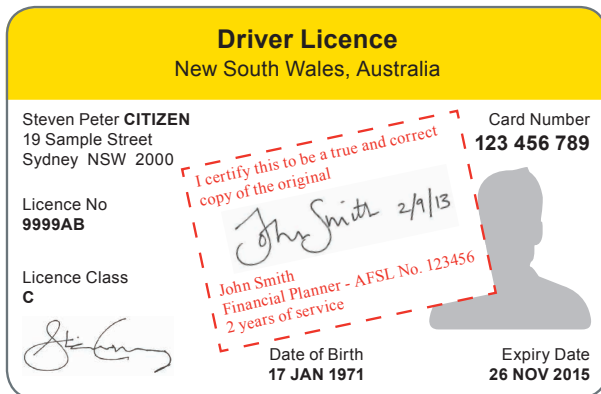 Driver Licence
New South Wales, Australia
Steven Peter CITIZEN
19 Sample Street
Sydney NSW 2000
Card Number
123 456 789
Licence No
9999AB
Licence Class
C
I certify this to be a true and correct
copy of the original
John Smith 2/9/13
John Smith
Financial Planner - AFSL No. 123456
2 years of service
Date of Birth
17 JAN 1971
Expiry Date
26 NOV 2015